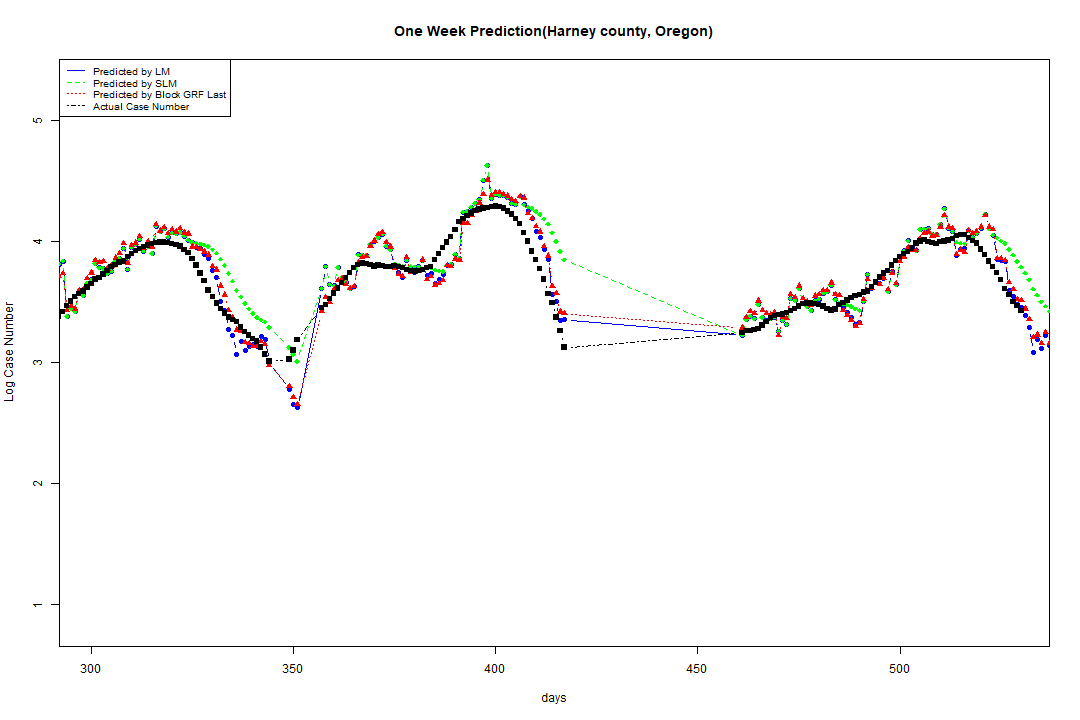 One Week Prediction(Harney county, Oregon)
Predicted by LM
Predicted by SLM
Predicted by Block GRF Last
Actual Case Number
5
4
3
2
1
Log Case Number
300 350 400 450 500
days